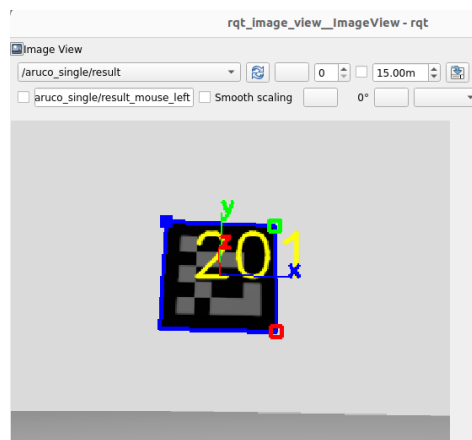 rqt_image_view__ImageView - rqt
Image View
/aruco_single/result 0 15.00m
aruco_single/result_mouse_left Smooth scaling 0°
y
z
201
x